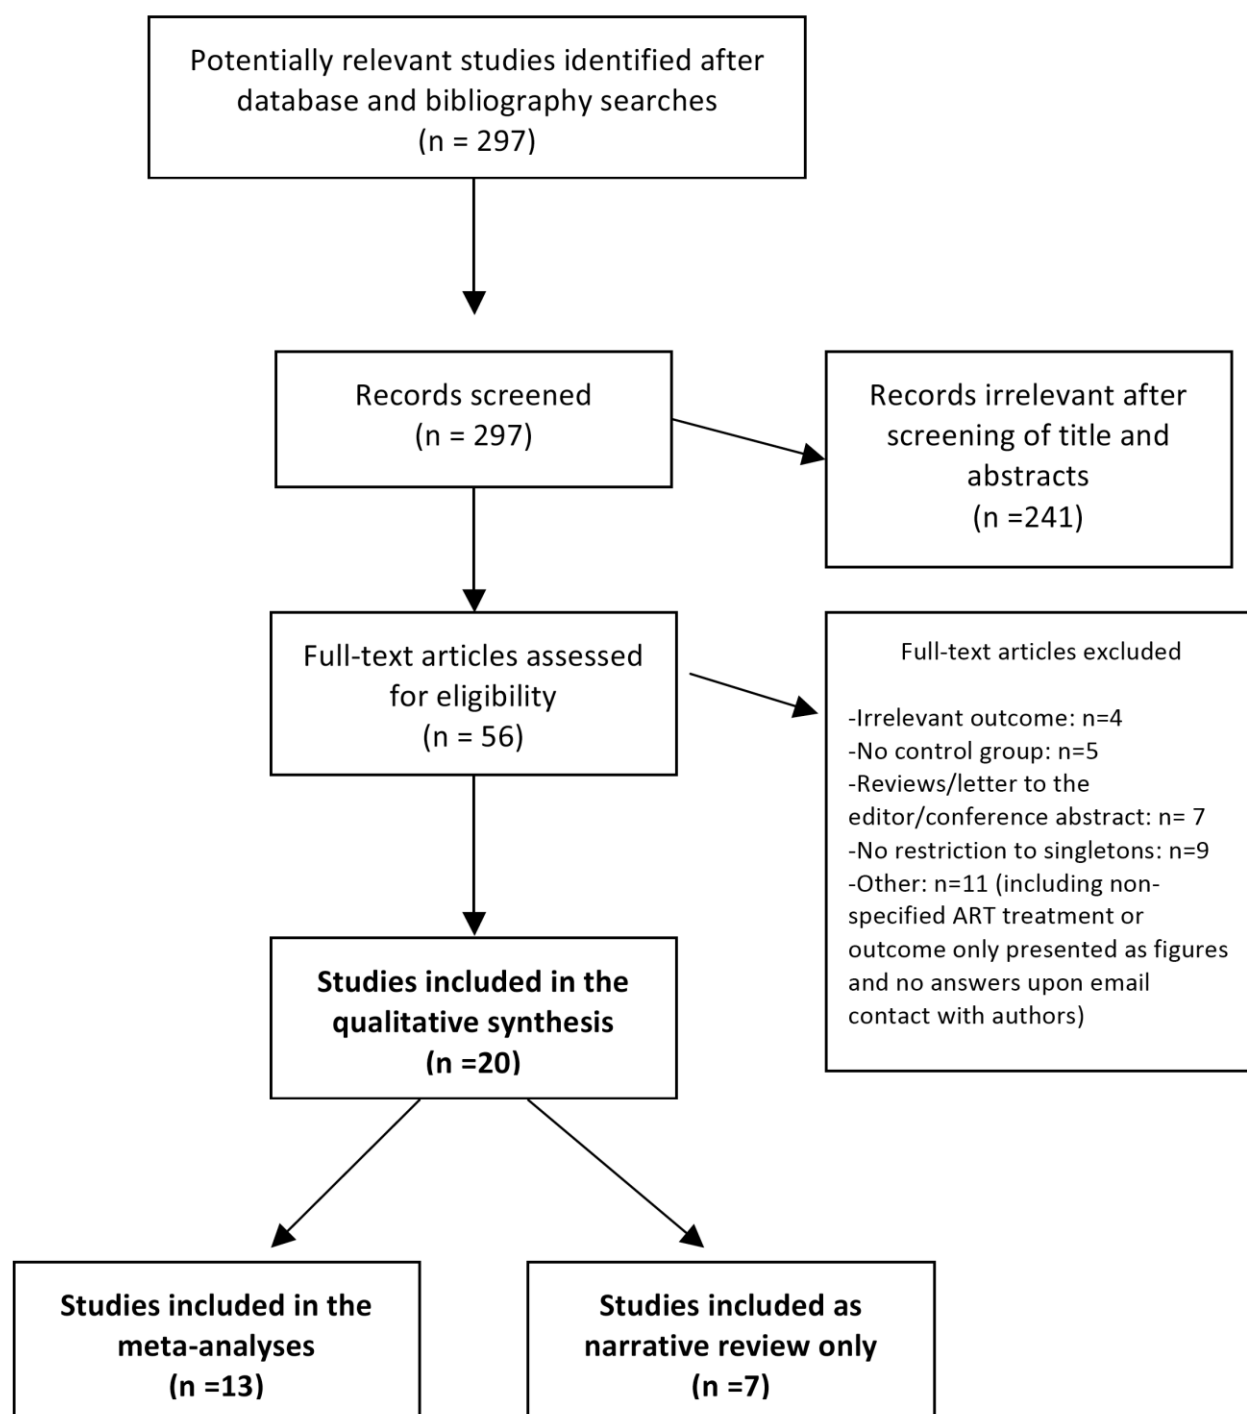 Potentially relevant studies identified after
database and bibliography searches
(n = 297)
Records screened
(n = 297)
Records irrelevant after
screening of title and
abstracts
(n =241)
Full-text articles assessed
for eligibility
(n = 56)
Full-text articles excluded
-Irrelevant outcome: n=4
-No control group: n=5
-Reviews/letter to the
editor/conference abstract: n= 7
-No restriction to singletons: n=9
-Other: n=11 (including non-
specified ART treatment or
outcome only presented as figures
and no answers upon email
contact with authors)
Studies included in the
qualitative synthesis
(n =20)
Studies included in the
meta-analyses
(n =13)
Studies included as
narrative review only
(n =7)